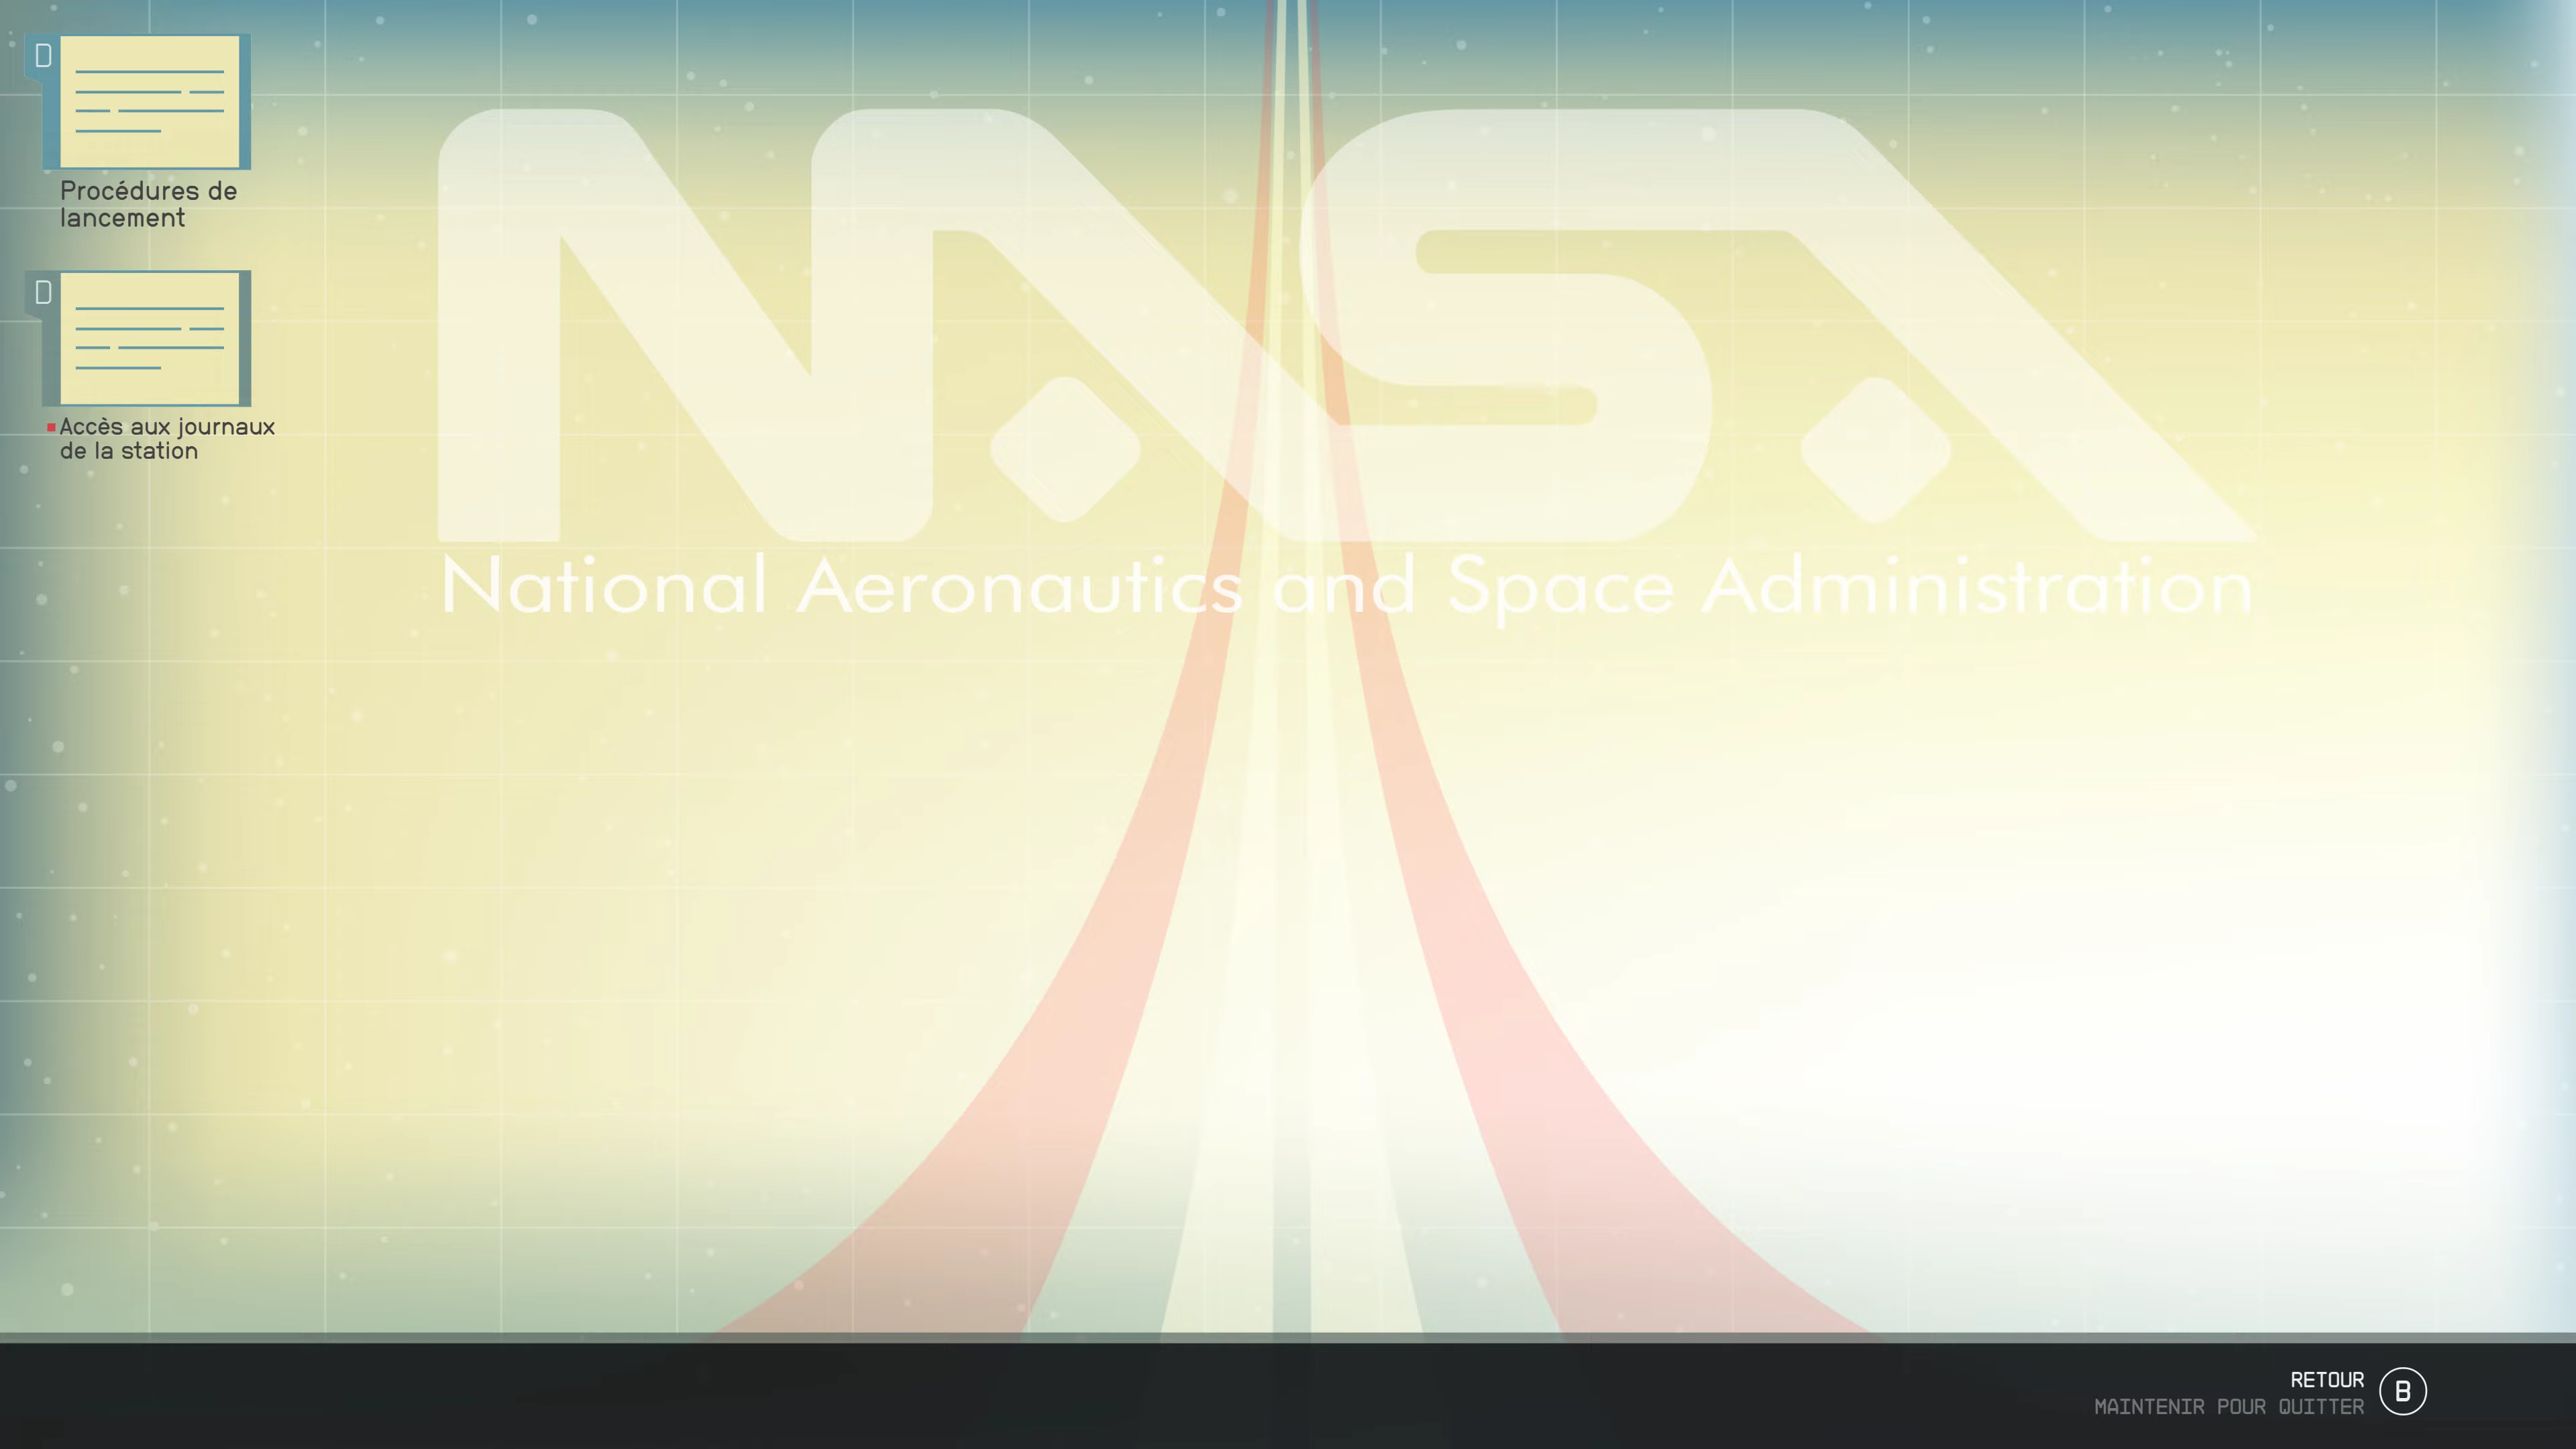 D
Procédures de
lancement
D
Accès aux journaux
de la station
NASA
National Aeronautics and Space Administration
RETOUR
MAINTENIR POUR QUITTER
B